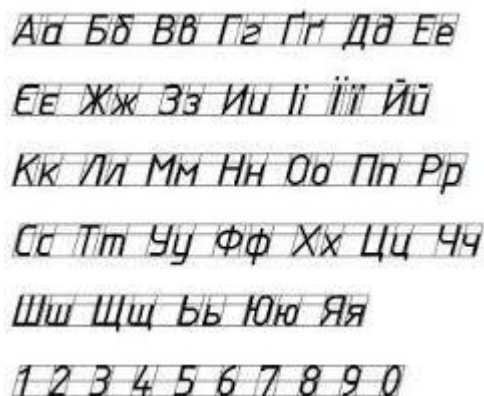 Аа Бб Вв Гг Ґґ Дд Ее
Єє Жж Зз Ии Іі Її Йй
Кк Лл Мм Нн Оо Пп Рр
Сс Тт Уу Фф Хх Цц Чч
Шш Щщ Ьь Юю Яя
1 2 3 4 5 6 7 8 9 0